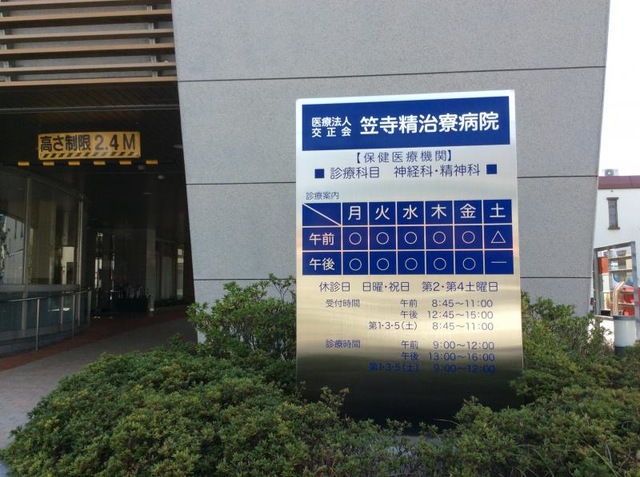 高さ制限2.4M
医療法人
交正会 笠寺精治寮病院
【保健医療機関】
■診療科目 神経科・精神科■
診療案内
月 火 水 木 金 土
午前 ○ ○ ○ ○ ○ △
午後 ○ ○ ○ ○ ○ ―
休診日 日曜・祝日 第2・第4土曜日
受付時間 午前 8:45～11:00
午後 12:45～15:00
第1・3・5(土) 8:45～11:00
診療時間 午前 9:00～12:00
午後 13:00～16:00
第1・3・5(土) 9:00～12:00